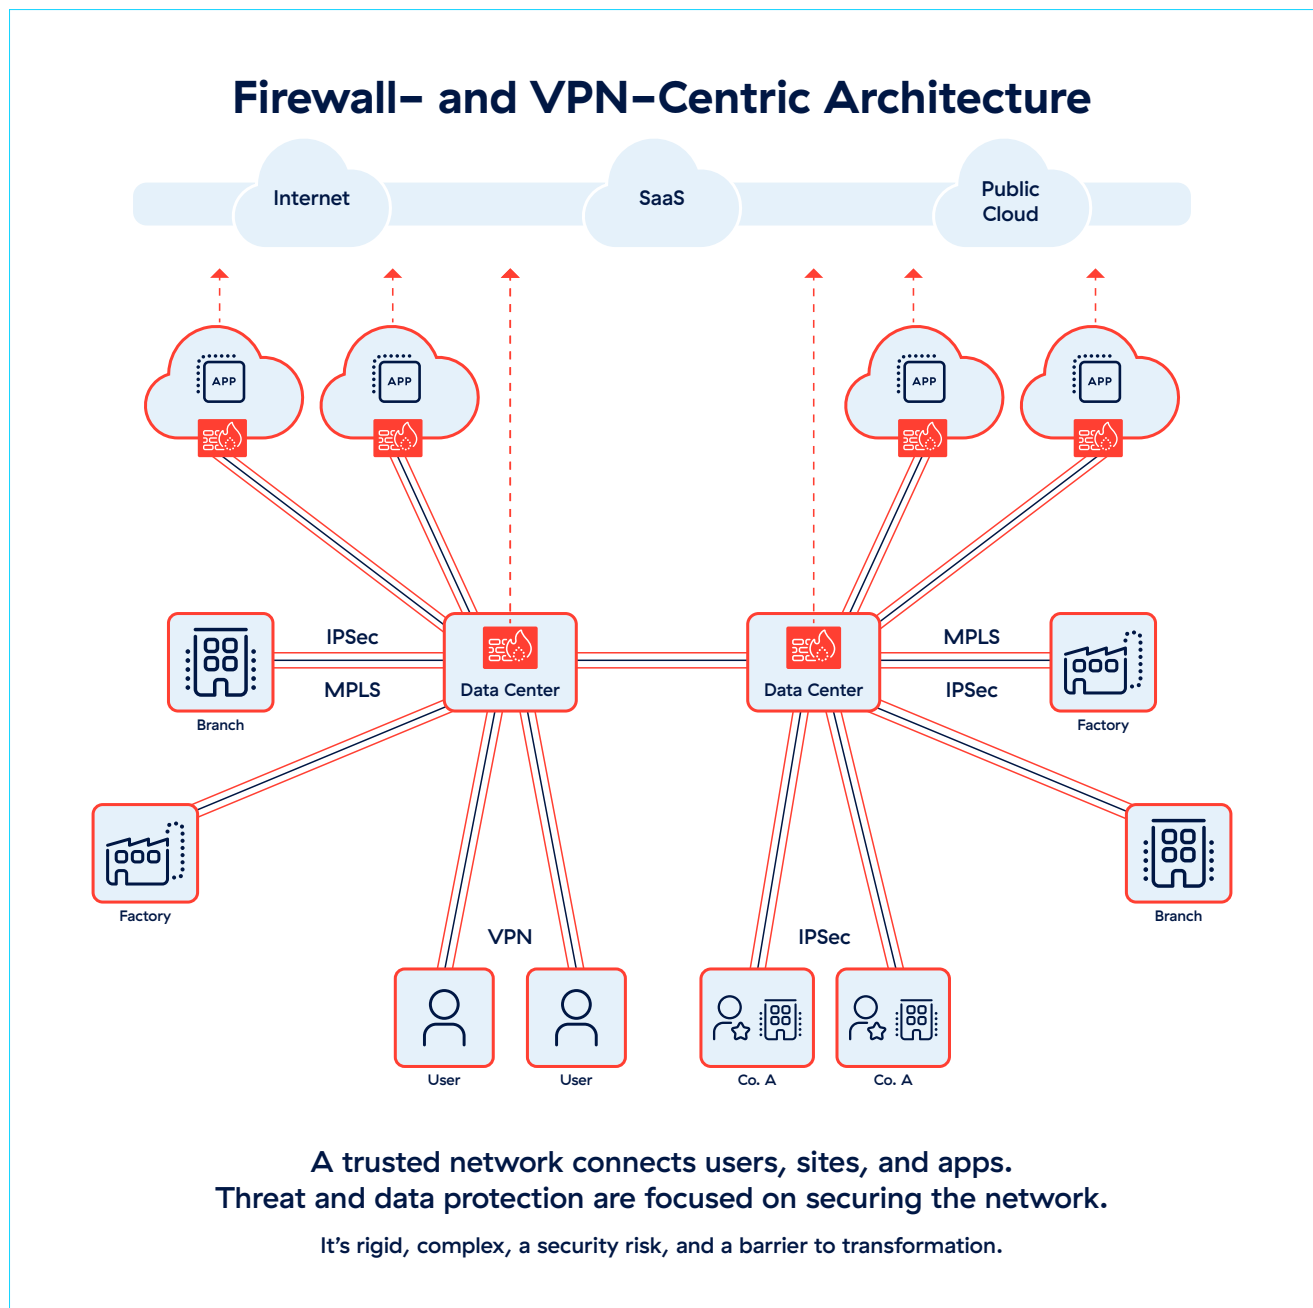 Firewall– and VPN–Centric Architecture
Internet
SaaS
Public
Cloud
APP
APP
APP
APP
IPSec
MPLS
MPLS
IPSec
Data Center
Data Center
Branch
Factory
Factory
Branch
VPN
IPSec
User
User
Co. A
Co. A
A trusted network connects users, sites, and apps.
Threat and data protection are focused on securing the network.
It's rigid, complex, a security risk, and a barrier to transformation.